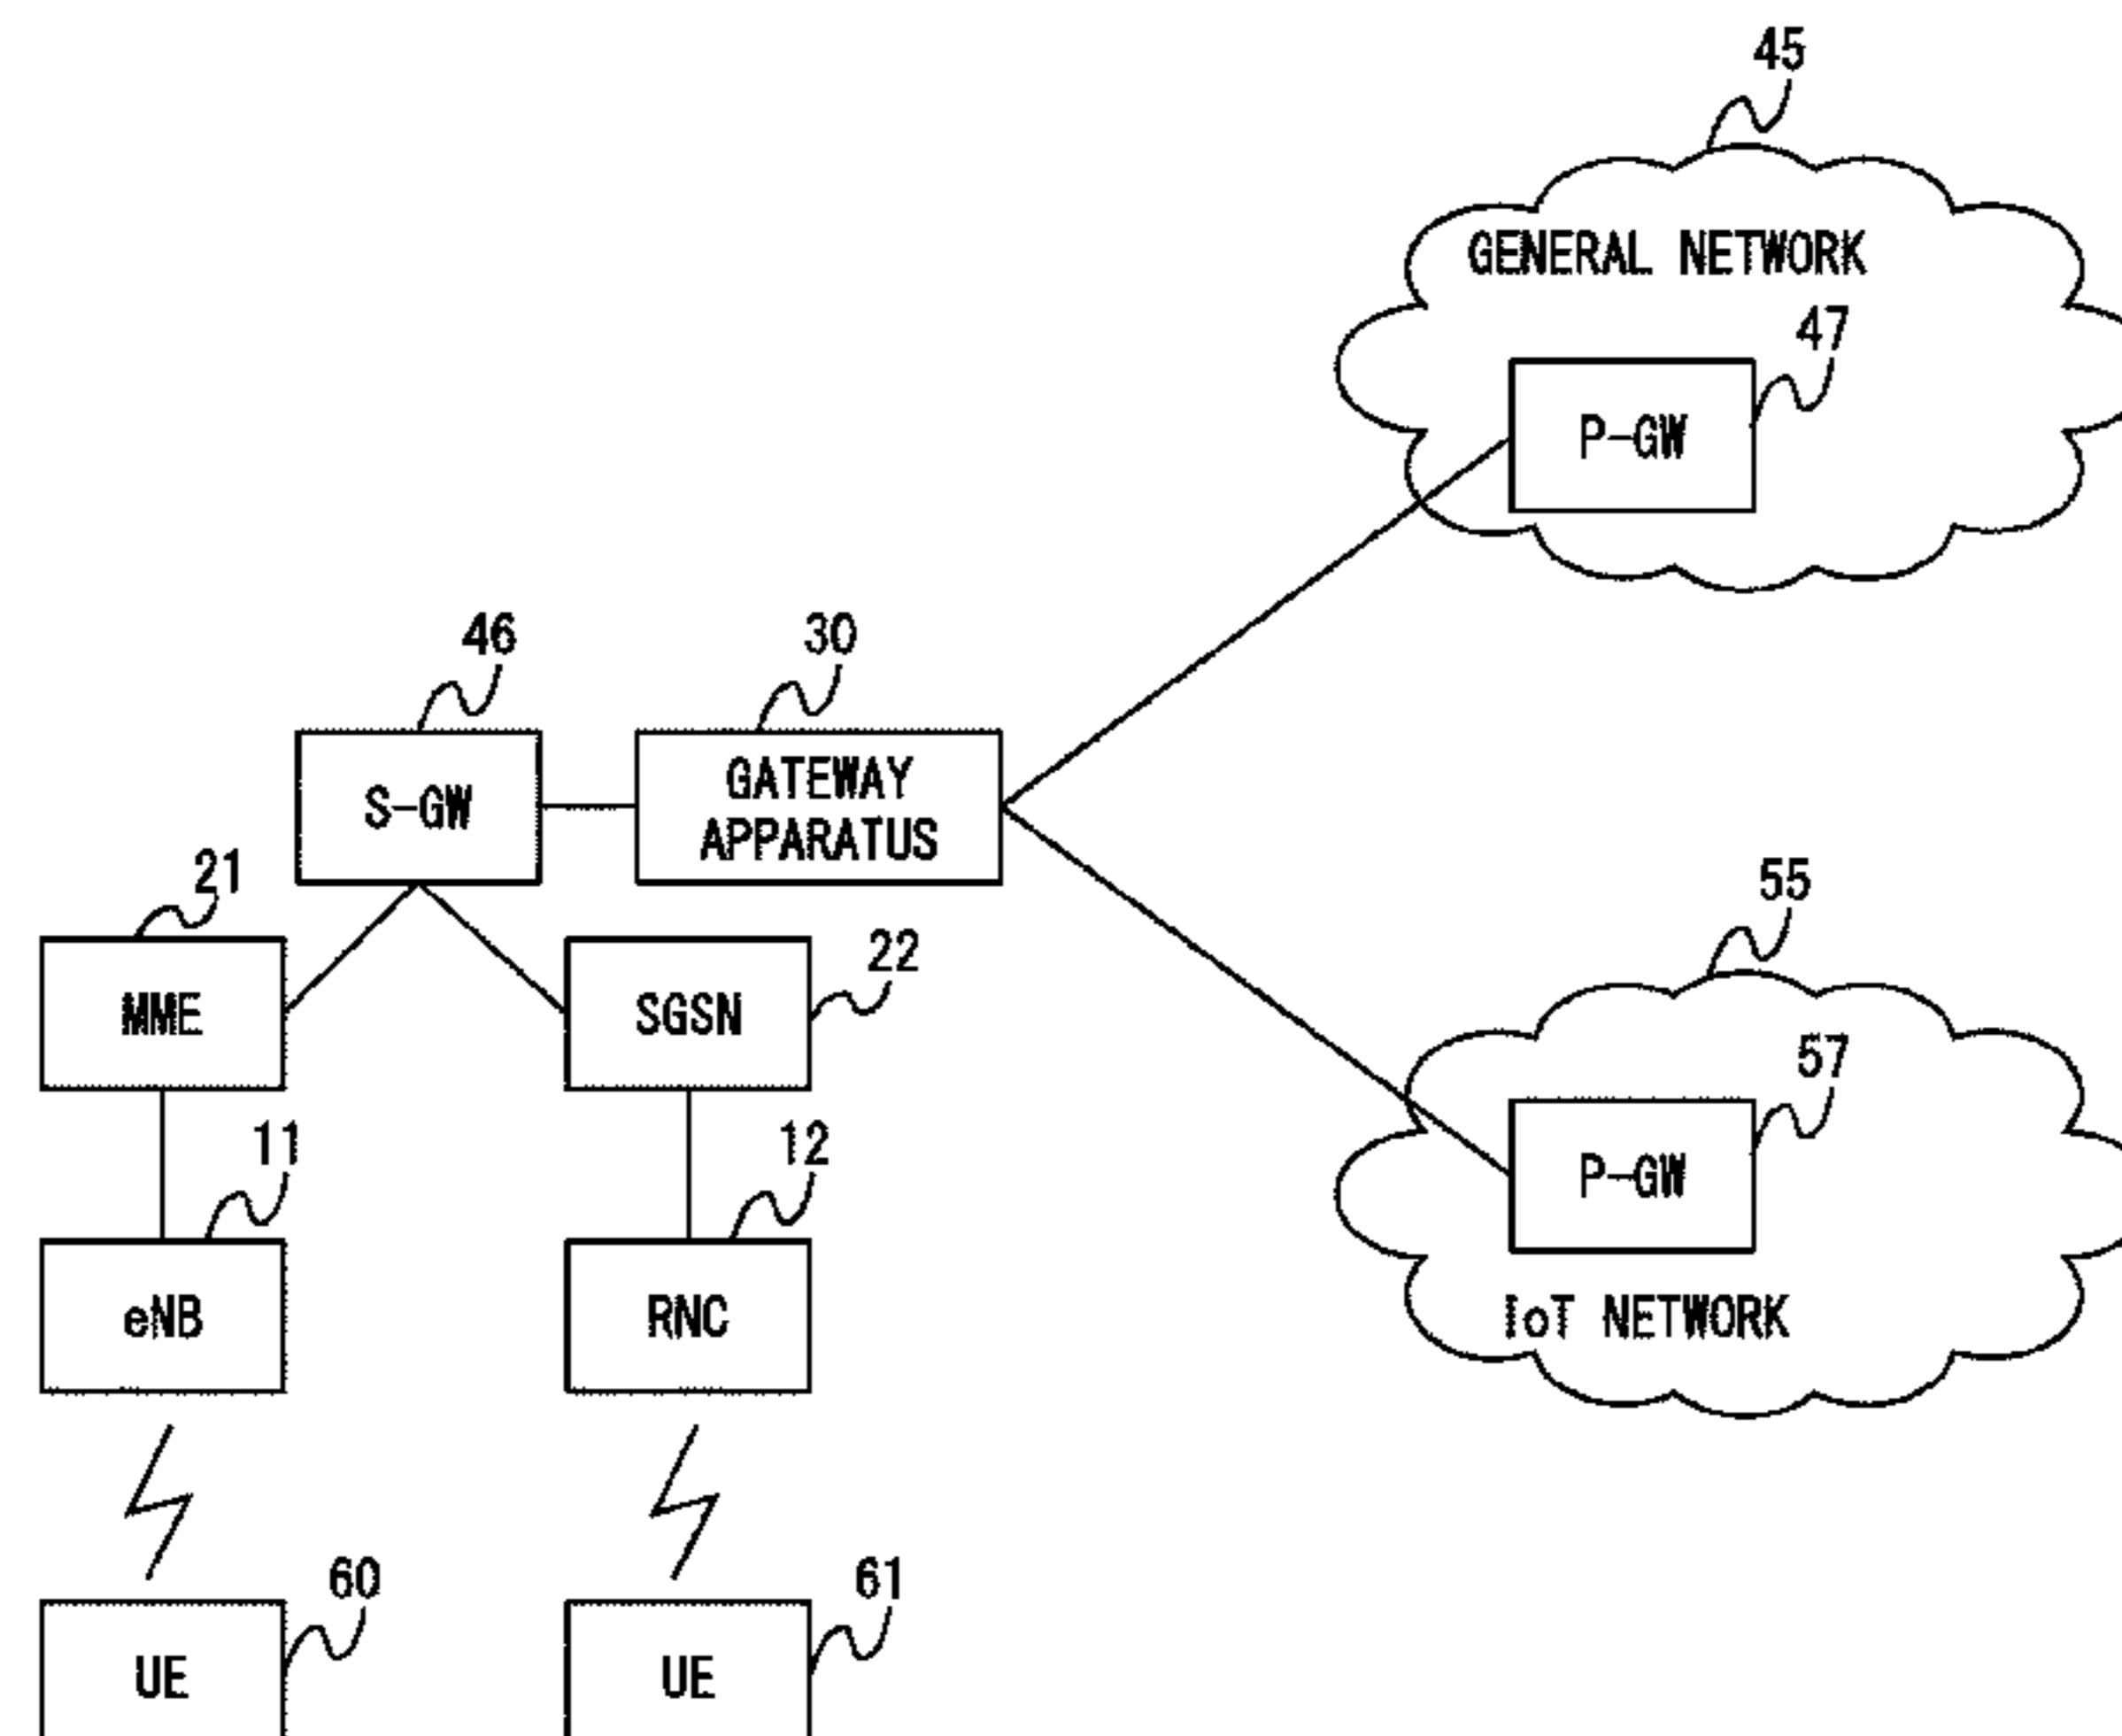 45
GENERAL NETWORK
47
P-GW
46
30
S-GW
GATEWAY
APPARATUS
21
22
MME
SGSN
55
57
P-GW
IoT NETWORK
11
12
eNB
RNC
60
61
UE
UE